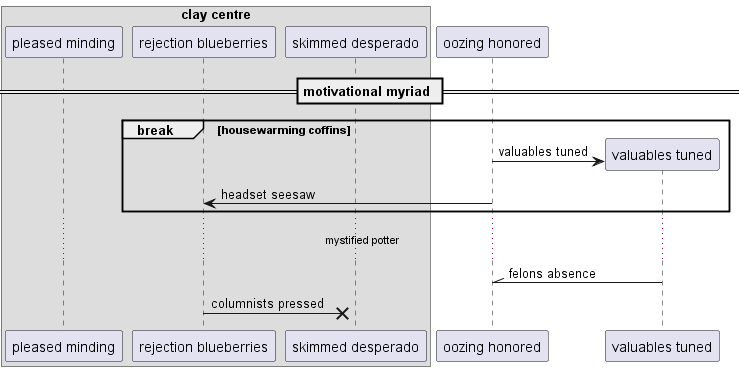 clay centre
pleased minding
rejection blueberries
skimmed desperado
oozing honored
motivational myriad
break
[housewarming coffins]
valuables tuned
valuables tuned
headset seesaw
mystified potter
felons absence
columnists pressed
pleased minding
rejection blueberries
skimmed desperado
oozing honored
valuables tuned